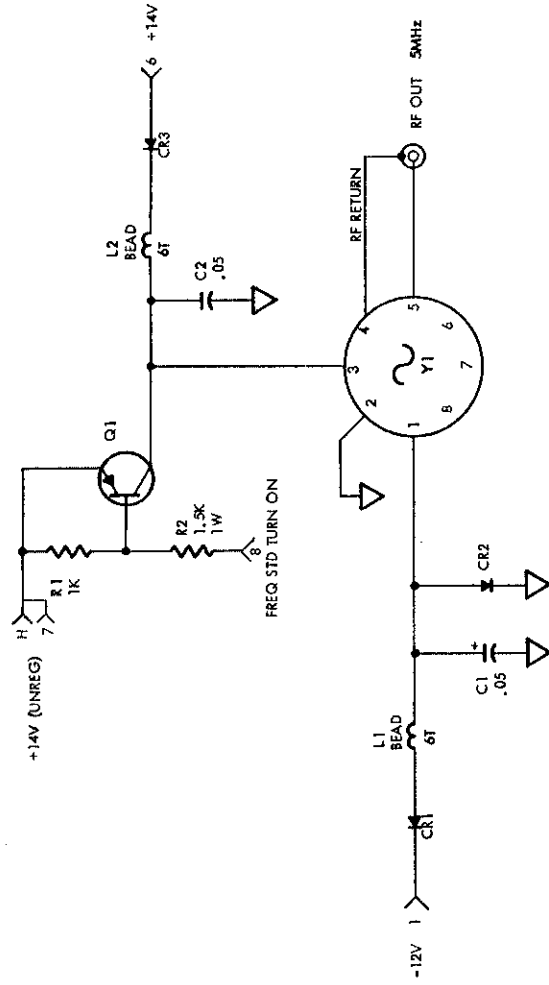 +14V (UNREG)
H
7
R1
1K
Q1
R2
1.5K
1W
8
FREQ STD TURN ON
L2
BEAD
6T
CR3
6 +14V
C2
.05
RF RETURN
RF OUT 5MHz
1
2
3
4
5
6
7
8
Y1
-12V 1
CR1
L1
BEAD
6T
+
C1
.05
CR2